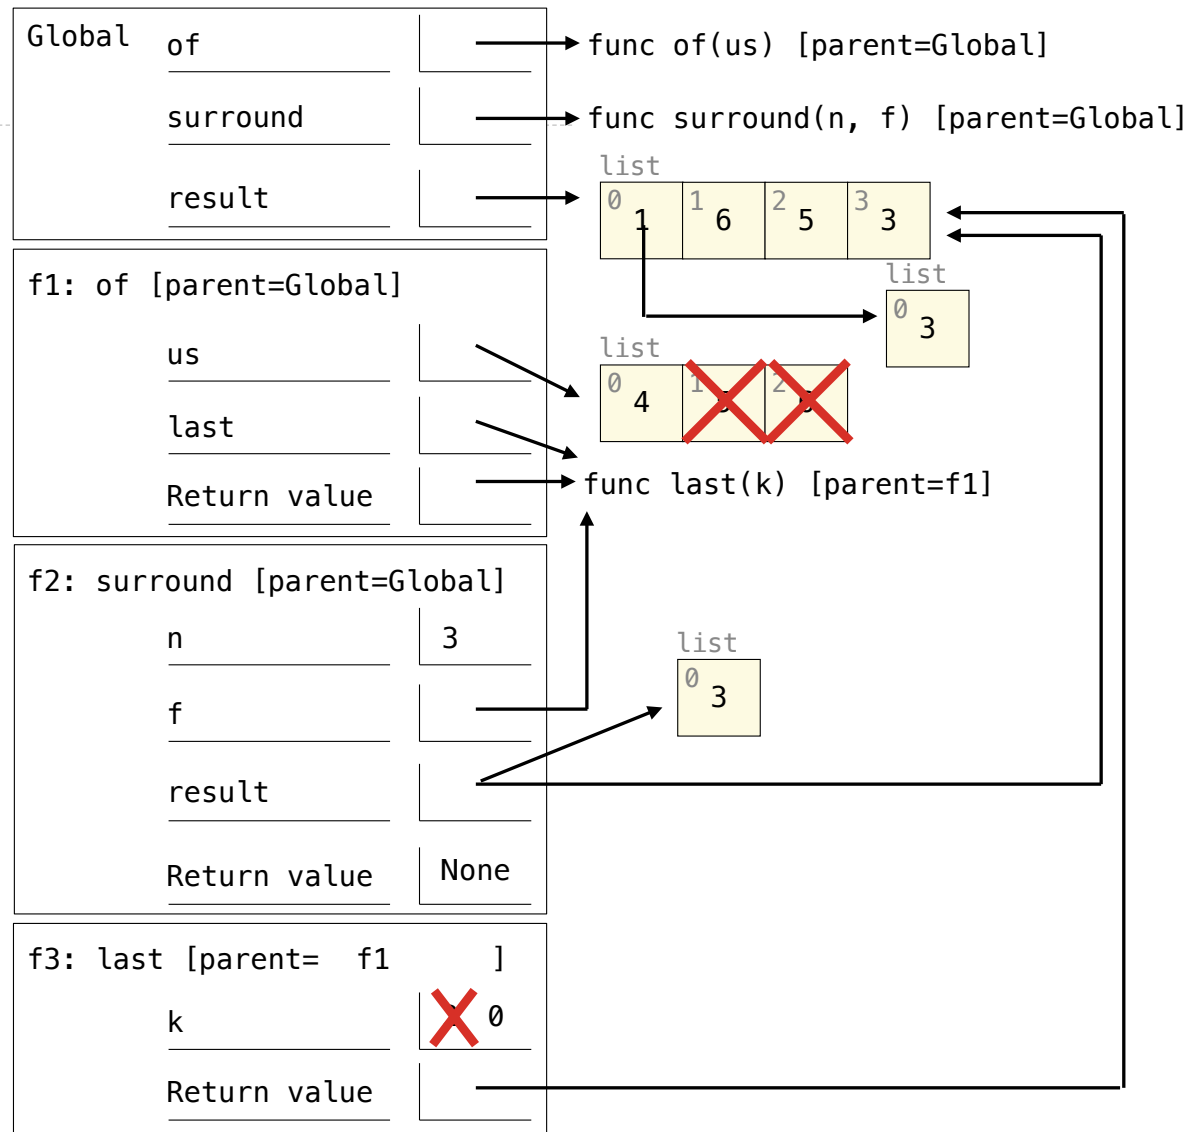 Global
of
func of(us) [parent=Global]
surround
func surround(n, f) [parent=Global]
list
result
0 1 1 6 2 5 3 3
f1: of [parent=Global]
list
0 3
us
list
0 4 1 2
last
Return value
func last(k) [parent=f1]
f2: surround [parent=Global]
n
3
list
0 3
f
result
Return value
None
f3: last [parent= f1 ]
k
0
Return value